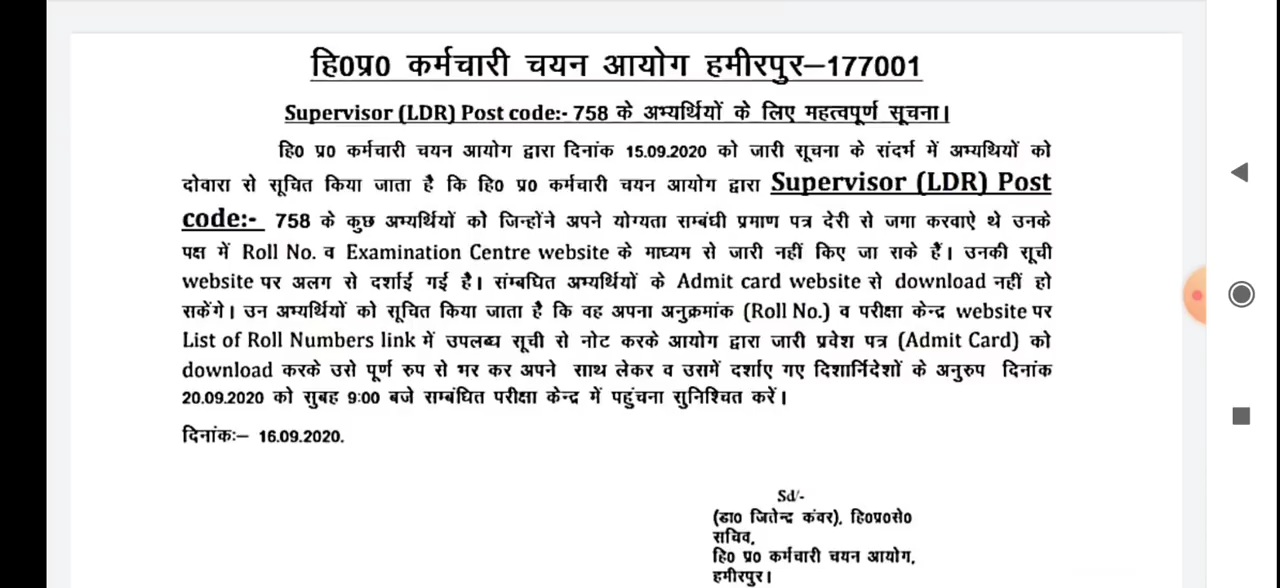 हि0प्र0 कर्मचारी चयन आयोग हमीरपुर–177001
Supervisor (LDR) Post code:- 758 के अभ्यर्थियों के लिए महत्वपूर्ण सूचना।
हि0 प्र0 कर्मचारी चयन आयोग द्वारा दिनांक 15.09.2020 को जारी सूचना के संदर्भ में अभ्यथियों को
दोवारा से सूचित किया जाता है कि हि0 प्र0 कर्मचारी चयन आयोग द्वारा Supervisor (LDR) Post
code:- 758 के कुछ अभ्यर्थियों को जिन्होंने अपने योग्यता सम्बंधी प्रमाण पत्र देरी से जमा करवाऐ थे उनके
पक्ष में Roll No. व Examination Centre website के माध्यम से जारी नहीं किए जा सके हैं। उनकी सूची
website पर अलग से दर्शाई गई है। संम्बधित अभ्यर्थियों के Admit card website से download नहीं हो
सकेंगे। उन अभ्यर्थियों को सूचित किया जाता है कि वह अपना अनुक्रमांक (Roll No.) व परीक्षा केन्द्र website पर
List of Roll Numbers link में उपलब्ध सूची से नोट करके आयोग द्वारा जारी प्रवेश पत्र (Admit Card) को
download करके उसे पूर्ण रुप से भर कर अपने साथ लेकर व उसमें दर्शाए गए दिशानिर्देशों के अनुरुप दिनांक
20.09.2020 को सुबह 9:00 बजे सम्बंधित परीक्षा केन्द्र में पहुंचना सुनिश्चित करें।
दिनांकः– 16.09.2020.
Sd/-
(डा0 जितेन्द्र कंवर), हि0प्र0से0
सचिव,
हि0 प्र0 कर्मचारी चयन आयोग,
हमीरपुर।